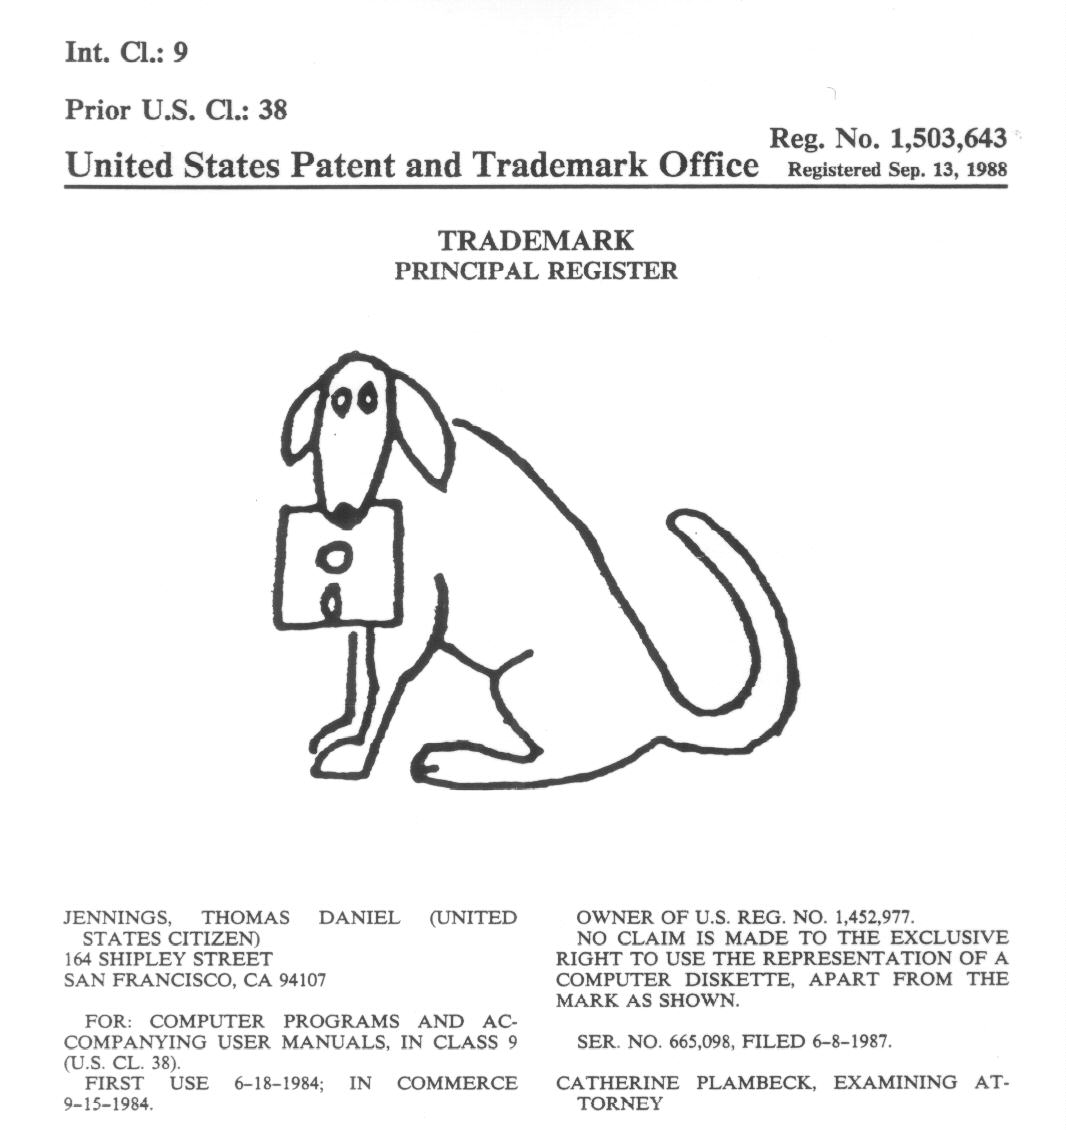 Int. Cl.: 9
Prior U.S. Cl.: 38
Reg. No. 1,503,643
United States Patent and Trademark Office Registered Sep. 13, 1988
TRADEMARK
PRINCIPAL REGISTER
JENNINGS, THOMAS DANIEL (UNITED
STATES CITIZEN)
164 SHIPLEY STREET
SAN FRANCISCO, CA 94107
FOR: COMPUTER PROGRAMS AND AC-
COMPANYING USER MANUALS, IN CLASS 9
(U.S. CL. 38).
FIRST USE 6-18-1984; IN COMMERCE
9-15-1984.
OWNER OF U.S. REG. NO. 1,452,977.
NO CLAIM IS MADE TO THE EXCLUSIVE
RIGHT TO USE THE REPRESENTATION OF A
COMPUTER DISKETTE, APART FROM THE
MARK AS SHOWN.
SER. NO. 665,098, FILED 6-8-1987.
CATHERINE PLAMBECK, EXAMINING AT-
TORNEY